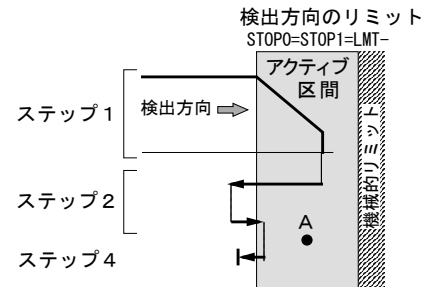 検出方向のリミット
STOP0=STOP1=LMT-
アクティブ
区間
ステップ1
検出方向
機械的リミット
ステップ2
A
ステップ4